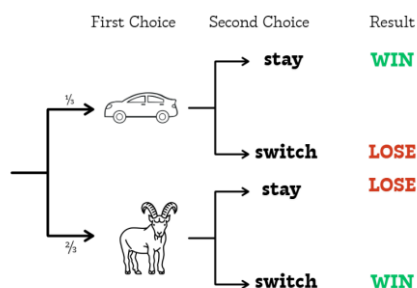 First Choice Second Choice Result
stay WIN
⅓
switch LOSE
stay LOSE
⅔
switch WIN